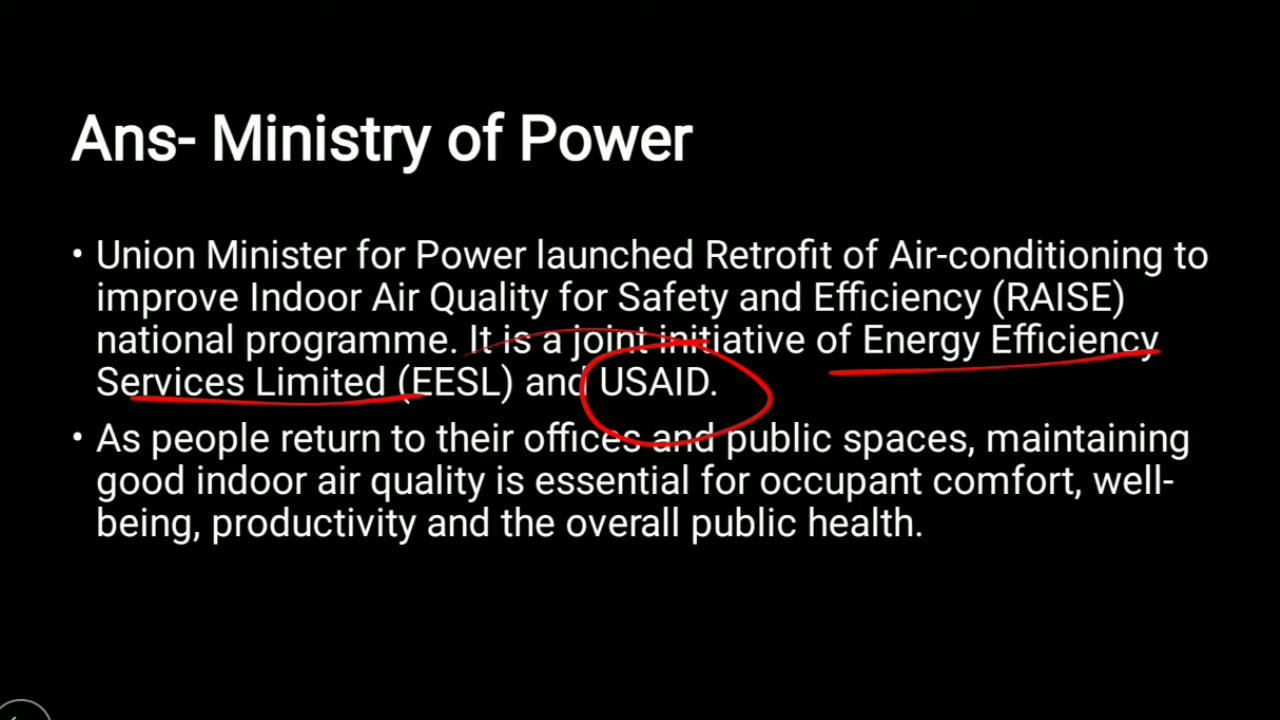 Ans- Ministry of Power
• Union Minister for Power launched Retrofit of Air-conditioning to
improve Indoor Air Quality for Safety and Efficiency (RAISE)
national programme. It is a joint initiative of Energy Efficiency
Services Limited (EESL) and USAID.
• As people return to their offices and public spaces, maintaining
good indoor air quality is essential for occupant comfort, well-
being, productivity and the overall public health.